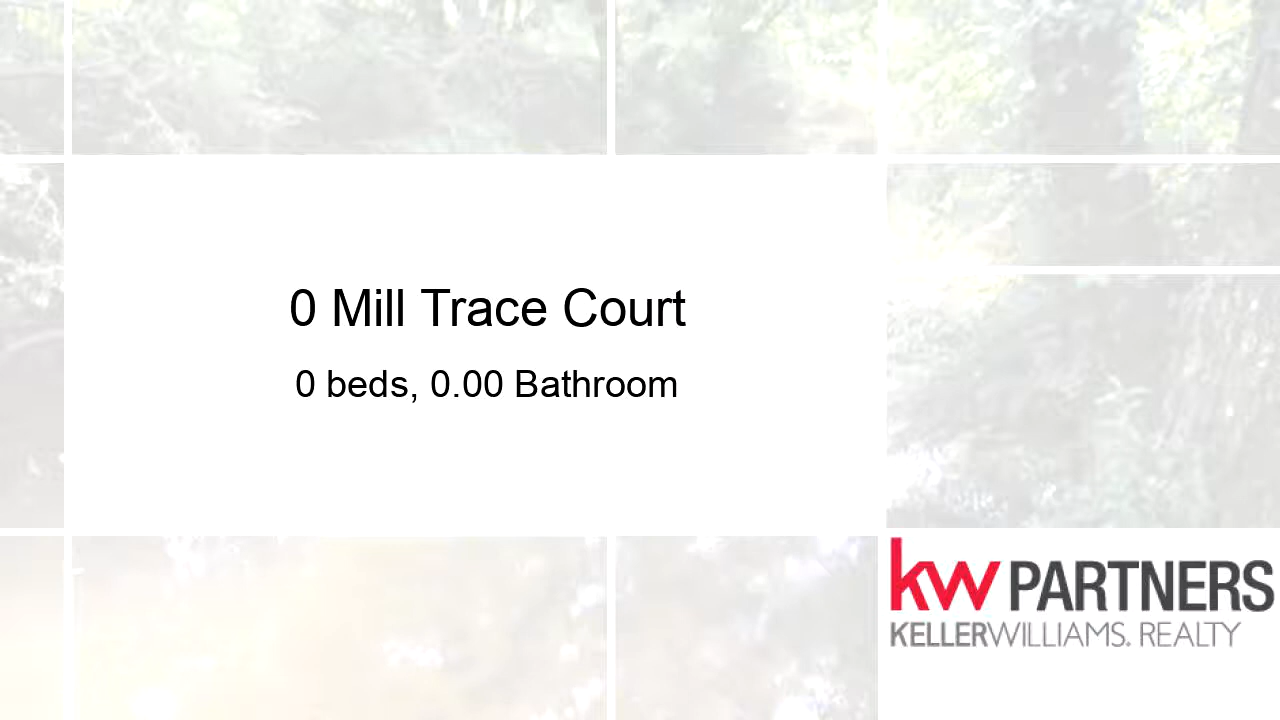 0 Mill Trace Court
0 beds, 0.00 Bathroom
kw PARTNERS
KELLERWILLIAMS. REALTY